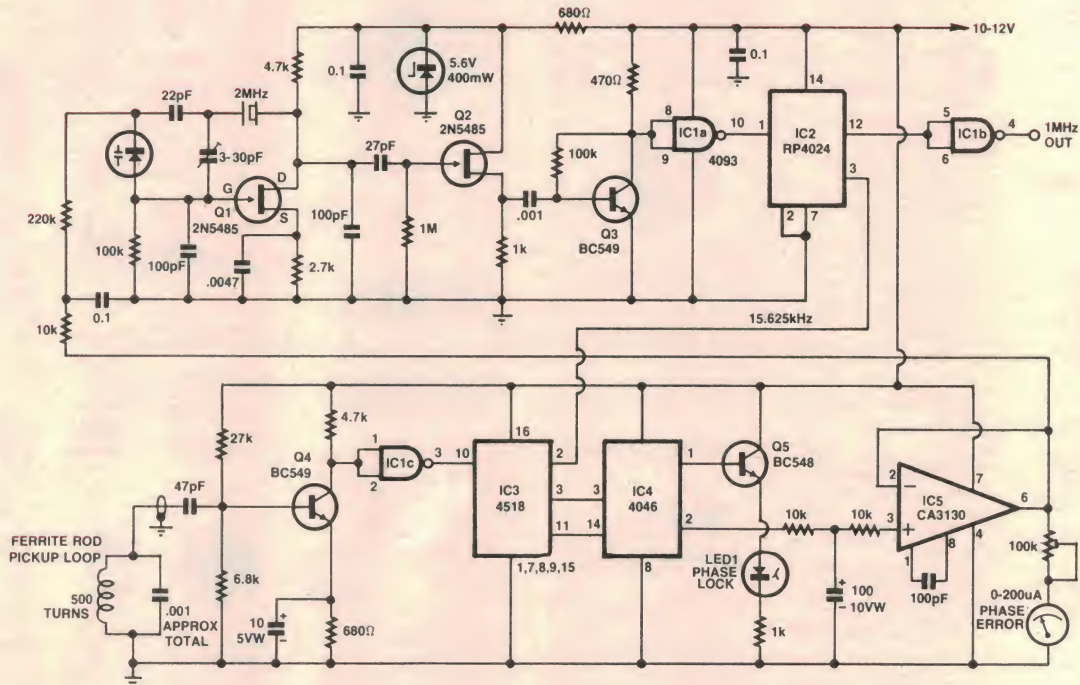 680Ω
10-12V
4.7k
0.1
5.6V
400mW
470Ω
0.1
14
22pF
2MHz
Q2
2N5485
8
9
IC1a
10
4093
1
IC2
RP4024
12
3
2
7
5
6
IC1b
4
1MHz
OUT
3-30pF
27pF
100k
D
G
S
Q1
2N5485
220k
100k
100pF
.0047
2.7k
100pF
1M
1k
.001
Q3
BC549
0.1
10k
15.625kHz
27k
4.7k
Q4
BC549
1
2
IC1c
3
10
16
2
IC3
4518
3
11
1,7,8,9,15
3
14
4
IC4
4046
1
2
8
Q5
BC548
10k
10k
2
3
IC5
CA3130
7
6
4
1
8
100pF
47pF
FERRITE ROD
PICKUP LOOP
500
TURNS
.001
APPROX
TOTAL
6.8k
10
5VW
+
−
680Ω
LED1
PHASE
LOCK
1k
+
100
− 10VW
100k
0-200uA
PHASE
ERROR